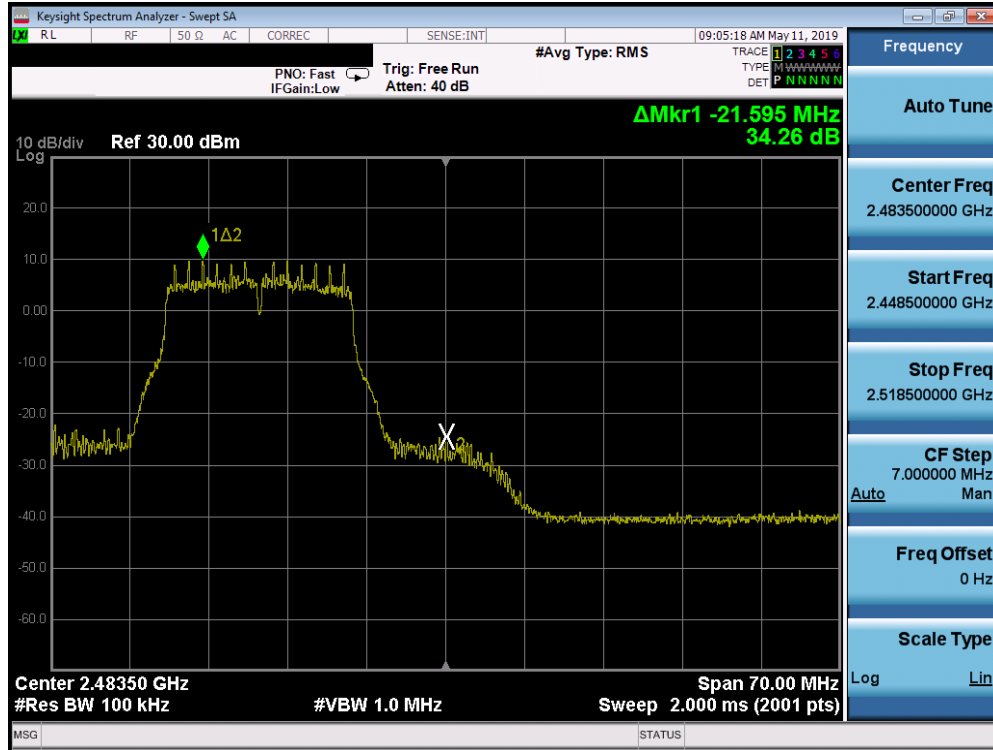 Keysight Spectrum Analyzer - Swept SA
LXI RL RF 50 Ω AC CORREC SENSE:INT 09:05:18 AM May 11, 2019
#Avg Type: RMS
TRACE 1 2 3 4 5 6
PNO: Fast Trig: Free Run TYPE M WWWWW
IFGain:Low Atten: 40 dB DET P N N N N N
ΔMkr1 -21.595 MHz
34.26 dB
10 dB/div Ref 30.00 dBm
Log
20.0
1Δ2
10.0
0.00
-10.0
-20.0
X2
-30.0
-40.0
-50.0
-60.0
Center 2.48350 GHz Span 70.00 MHz
#Res BW 100 kHz #VBW 1.0 MHz Sweep 2.000 ms (2001 pts)
MSG STATUS
Frequency
Auto Tune
Center Freq
2.483500000 GHz
Start Freq
2.448500000 GHz
Stop Freq
2.518500000 GHz
CF Step
7.000000 MHz
Auto Man
Freq Offset
0 Hz
Scale Type
Log Lin